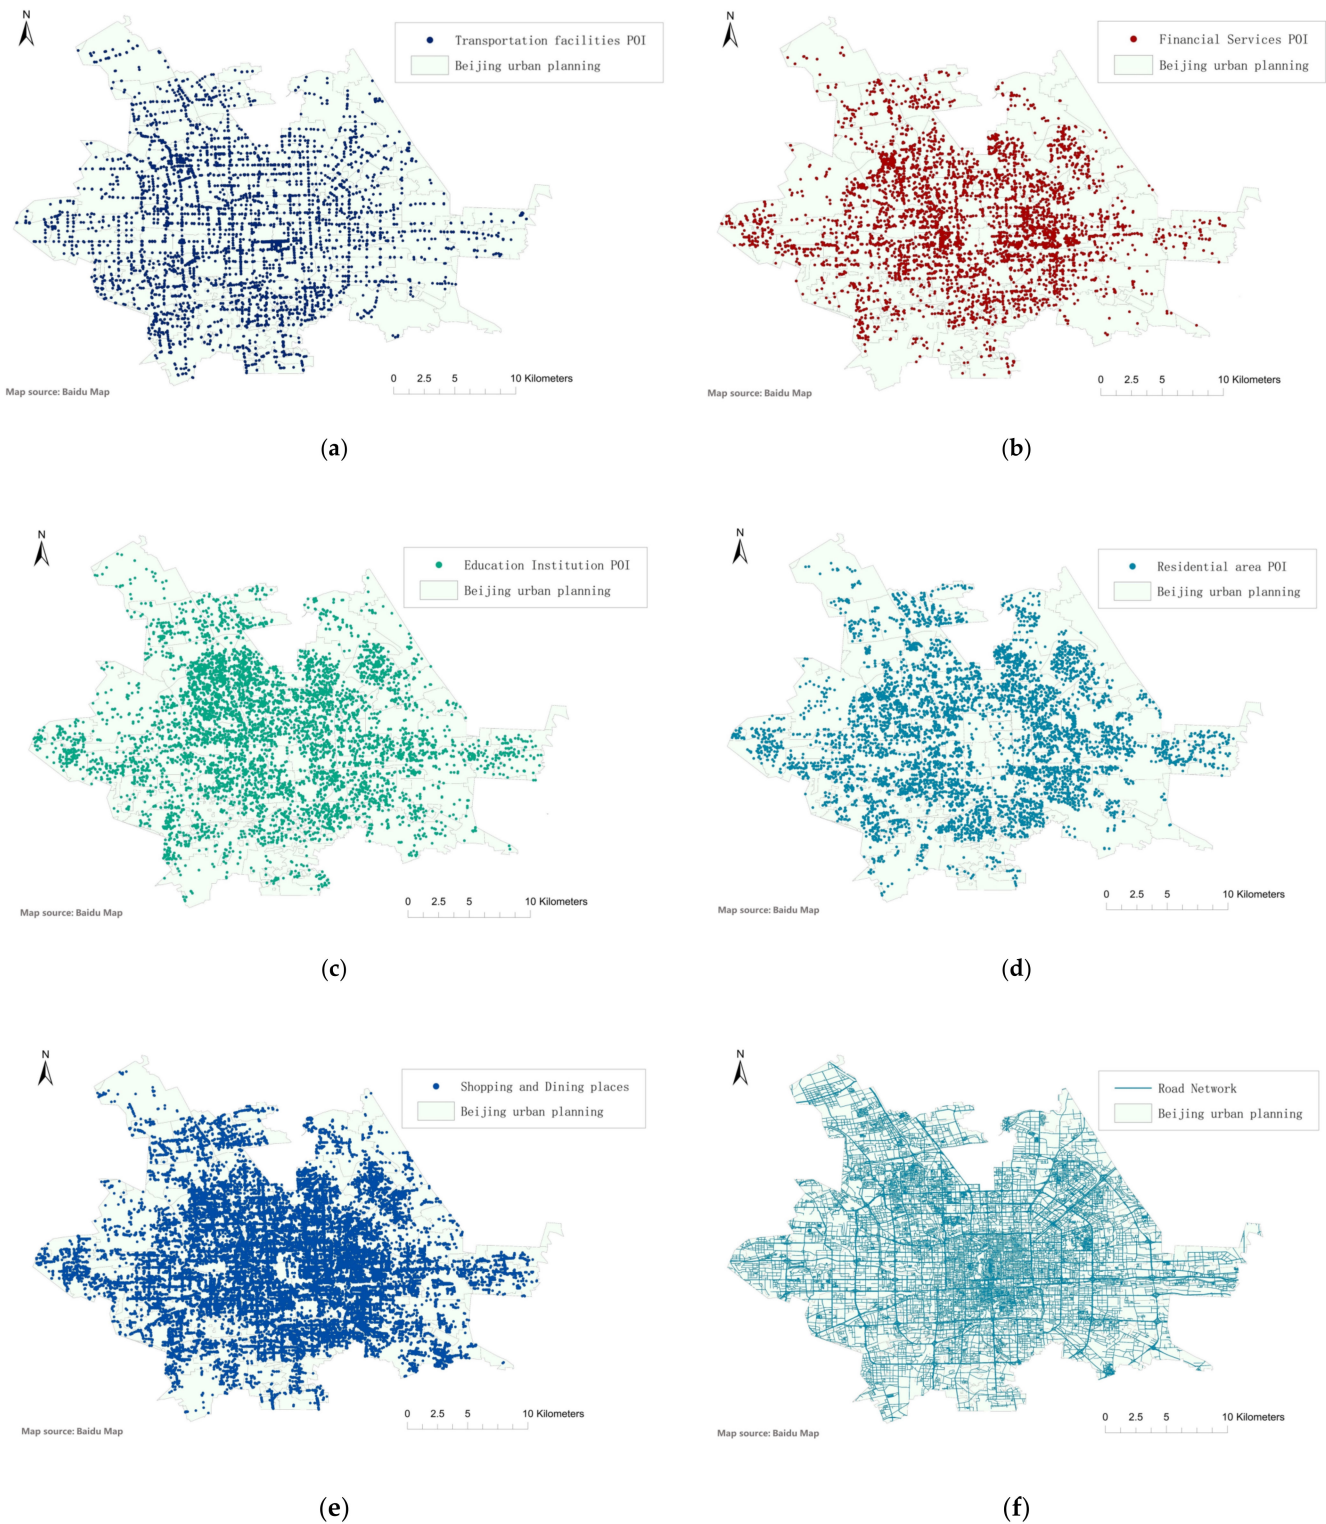 N
Transportation facilities POI
Beijing urban planning
0 2.5 5 10 Kilometers
Map source: Baidu Map
(a)
N
Financial Services POI
Beijing urban planning
0 2.5 5 10 Kilometers
Map source: Baidu Map
(b)
N
Education Institution POI
Beijing urban planning
0 2.5 5 10 Kilometers
Map source: Baidu Map
(c)
N
Residential area POI
Beijing urban planning
0 2.5 5 10 Kilometers
Map source: Baidu Map
(d)
N
Shopping and Dining places
Beijing urban planning
0 2.5 5 10 Kilometers
Map source: Baidu Map
(e)
N
Road Network
Beijing urban planning
0 2.5 5 10 Kilometers
Map source: Baidu Map
(f)